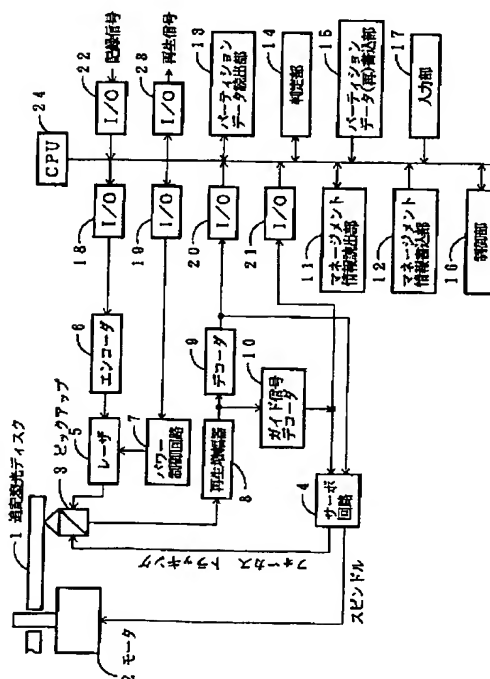 1 追記型光ディスク
2 モータ
3 ピックアップ
5
レーザ
6
エンコーダ
7
パワー
制御回路
8
再生増幅器
9
デコーダ
10
ガイド信号
デコーダ
4
サーボ
回路
フォーカス
トラッキング
スピンドル
18
I/O
19
I/O
20
I/O
21
I/O
24
CPU
22
I/O
記録信号
23
I/O
再生信号
13
パーティション
データ読出部
14
判定部
15
パーティション
データ(再)書込部
17
入力部
11
マネージメント
情報読出部
12
マネージメント
情報書込部
16
制御部